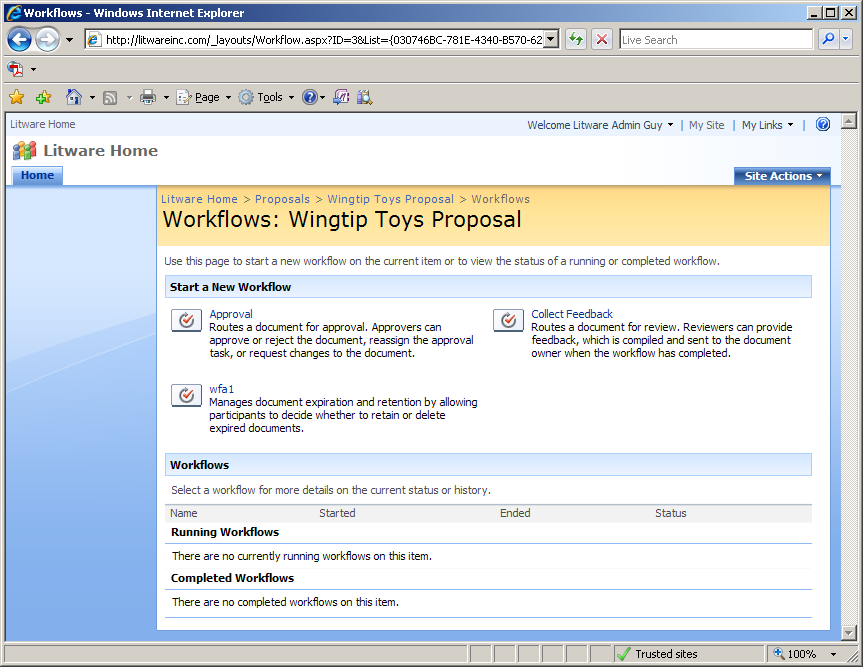 Workflows - Windows Internet Explorer
http://litwareinc.com/_layouts/Workflow.aspx?ID=3&List={030746BC-781E-4340-B570-62
Live Search
Page
Tools
Litware Home
Welcome Litware Admin Guy | My Site | My Links |
Litware Home
Home
Site Actions
Litware Home > Proposals > Wingtip Toys Proposal > Workflows
Workflows: Wingtip Toys Proposal
Use this page to start a new workflow on the current item or to view the status of a running or completed workflow.
Start a New Workflow
Approval
Routes a document for approval. Approvers can
approve or reject the document, reassign the approval
task, or request changes to the document.
Collect Feedback
Routes a document for review. Reviewers can provide
feedback, which is compiled and sent to the document
owner when the workflow has completed.
wfa1
Manages document expiration and retention by allowing
participants to decide whether to retain or delete
expired documents.
Workflows
Select a workflow for more details on the current status or history.
Name Started Ended Status
Running Workflows
There are no currently running workflows on this item.
Completed Workflows
There are no completed workflows on this item.
Trusted sites
100%